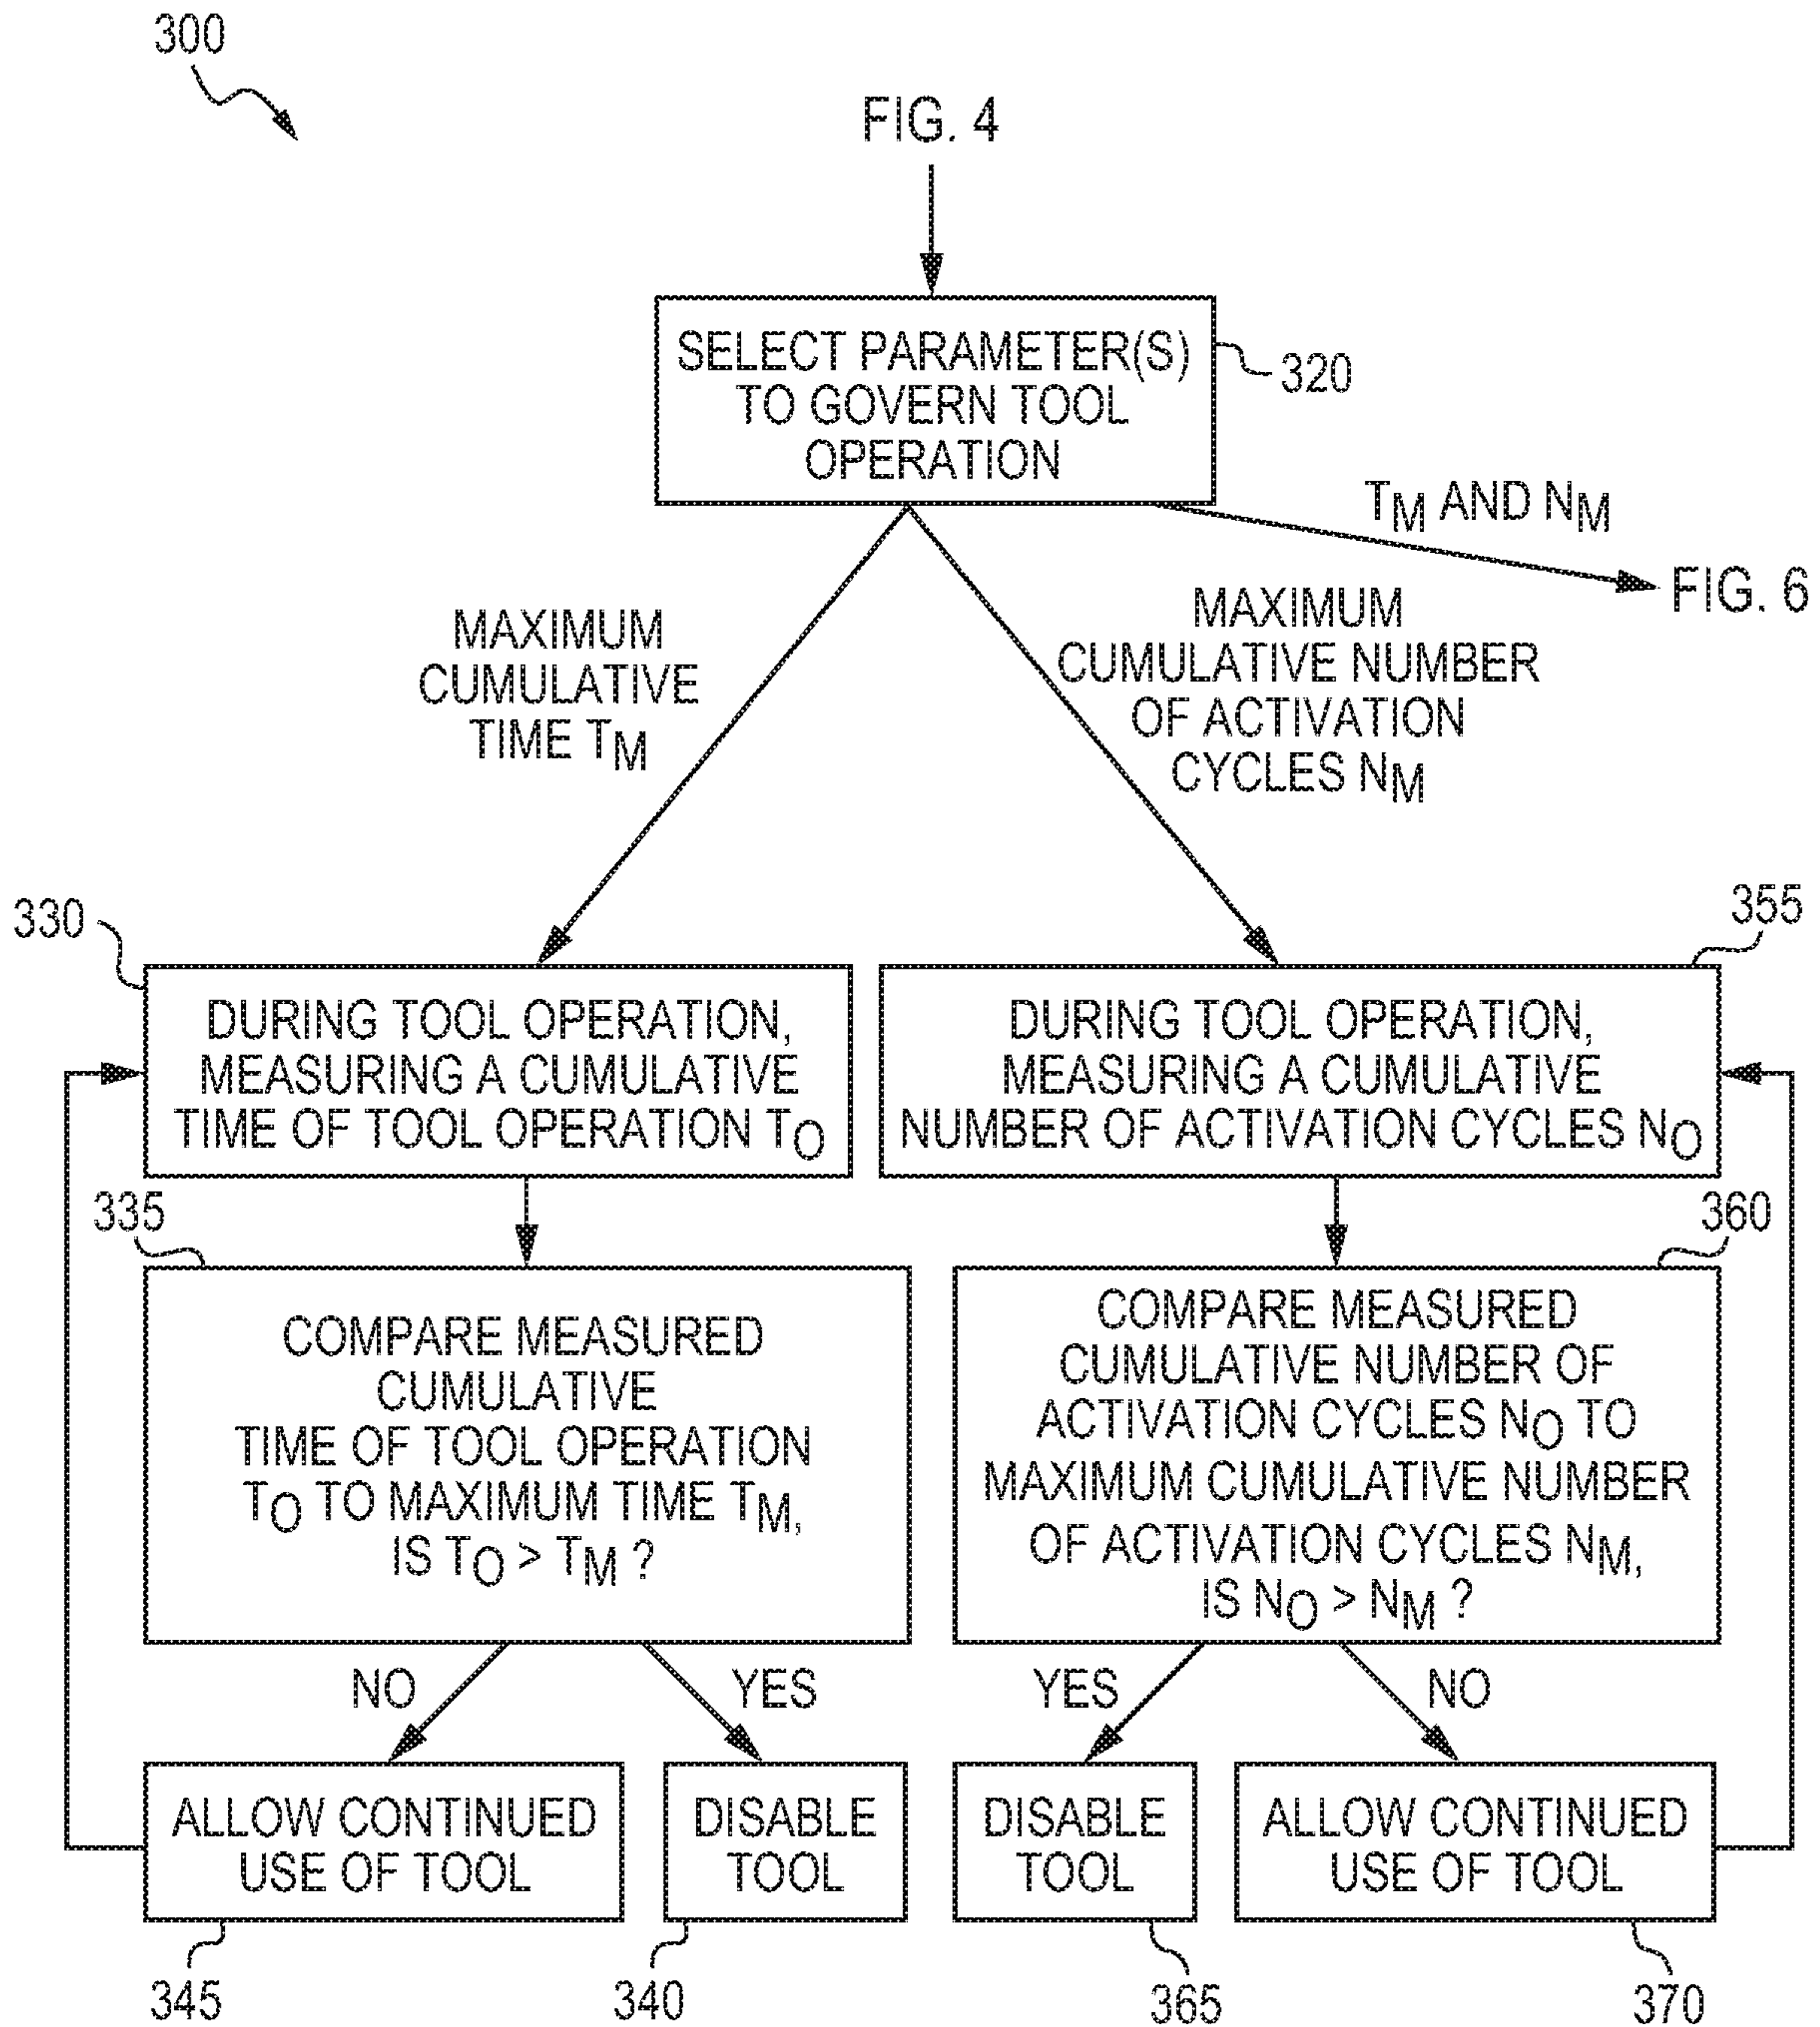 300
FIG. 4
SELECT PARAMETER(S)
TO GOVERN TOOL
OPERATION
320
TM AND NM
FIG. 6
MAXIMUM
CUMULATIVE
TIME TM
MAXIMUM
CUMULATIVE NUMBER
OF ACTIVATION
CYCLES NM
330
355
DURING TOOL OPERATION,
MEASURING A CUMULATIVE
TIME OF TOOL OPERATION TO
DURING TOOL OPERATION,
MEASURING A CUMULATIVE
NUMBER OF ACTIVATION CYCLES NO
335
360
COMPARE MEASURED
CUMULATIVE
TIME OF TOOL OPERATION
TO TO MAXIMUM TIME TM,
IS TO > TM ?
COMPARE MEASURED
CUMULATIVE NUMBER OF
ACTIVATION CYCLES NO TO
MAXIMUM CUMULATIVE NUMBER
OF ACTIVATION CYCLES NM,
IS NO > NM ?
NO
YES
YES
NO
ALLOW CONTINUED
USE OF TOOL
DISABLE
TOOL
DISABLE
TOOL
ALLOW CONTINUED
USE OF TOOL
345
340
365
370